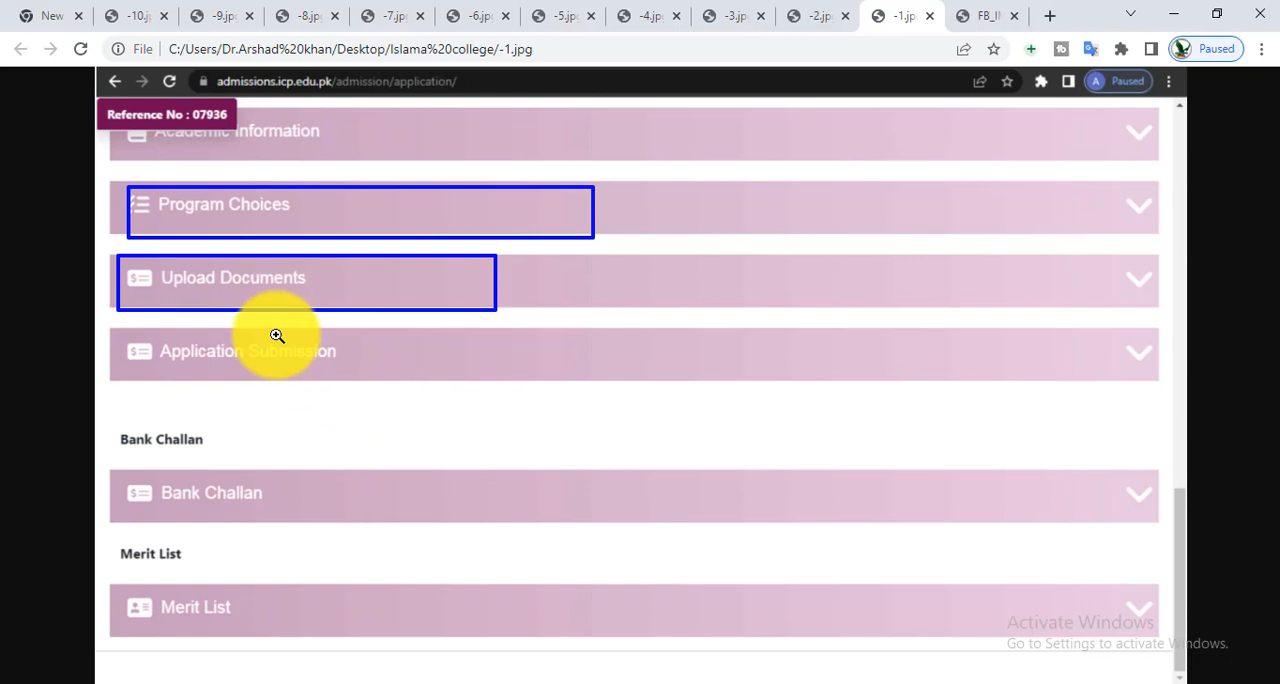 New
-10.j
-9.jpg
-8.jp
-7.jp
-6.jp
-5.jp
-4.jp
-3.jp
-2.jp
-1.jp
FB_I
File
C:/Users/Dr.Arshad%20khan/Desktop/Islama%20college/-1.jpg
Paused
admissions.icp.edu.pk/admission/application/
A
Paused
Reference No : 07936
Academic Information
Program Choices
Upload Documents
Application Submission
Bank Challan
Bank Challan
Merit List
Merit List
Activate Windows
Go to Settings to activate Windows.